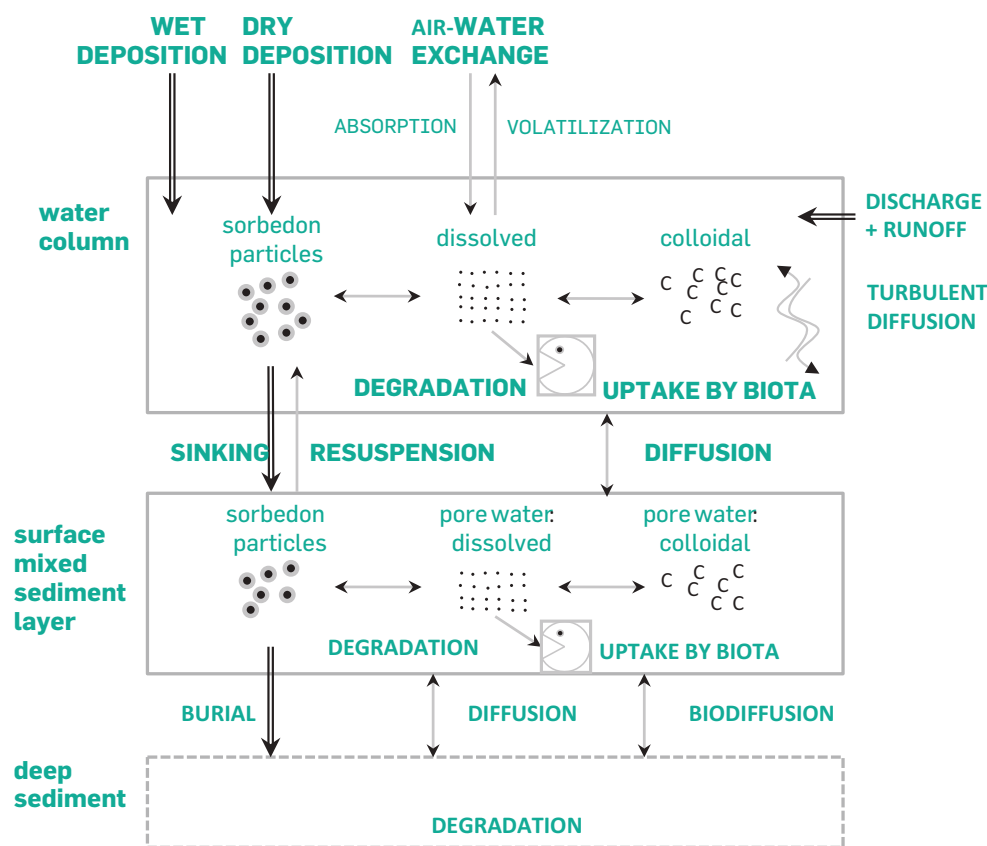 WET
DEPOSITION
DRY
DEPOSITION
AIR-WATER
EXCHANGE
ABSORPTION
VOLATILIZATION
water
column
sorbedon
particles
dissolved
colloidal
DISCHARGE
+ RUNOFF
C C C C C C C C C
TURBULENT
DIFFUSION
DEGRADATION
UPTAKE BY BIOTA
SINKING
RESUSPENSION
DIFFUSION
surface
mixed
sediment
layer
sorbedon
particles
pore water:
dissolved
pore water:
colloidal
C C C C C C C
DEGRADATION
UPTAKE BY BIOTA
BURIAL
DIFFUSION
BIODIFFUSION
deep
sediment
DEGRADATION